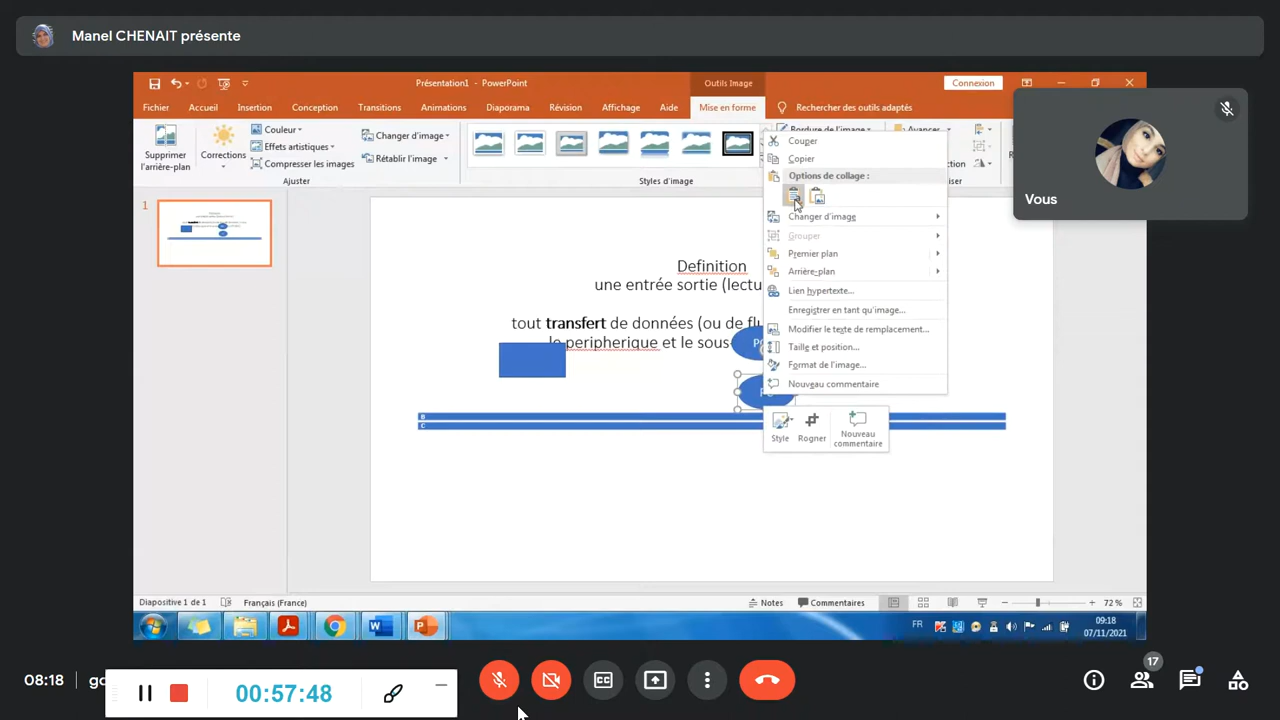 Manel CHENAIT présente
Présentation1 - PowerPoint
Outils Image
Connexion
Fichier
Accueil
Insertion
Conception
Transitions
Animations
Diaporama
Révision
Affichage
Aide
Mise en forme
Rechercher des outils adaptés
Supprimer
l'arrière-plan
Corrections
Couleur
Effets artistiques
Compresser les images
Changer d'image
Rétablir l'image
Ajuster
Styles d'image
Bordure de l'image
Avancer
Couper
Copier
Options de collage :
Changer d'image
Grouper
Premier plan
Arrière-plan
Lien hypertexte...
Enregistrer en tant qu'image...
Modifier le texte de remplacement...
Taille et position...
Format de l'image...
Nouveau commentaire
Style
Rogner
Nouveau
commentaire
Vous
1
Definition
une entrée sortie (lectu
tout transfert de données (ou de flu
le peripherique et le sous-
B
C
Diapositive 1 de 1
Français (France)
Notes
Commentaires
72 %
FR
09:18
07/11/2021
08:18
00:57:48
17